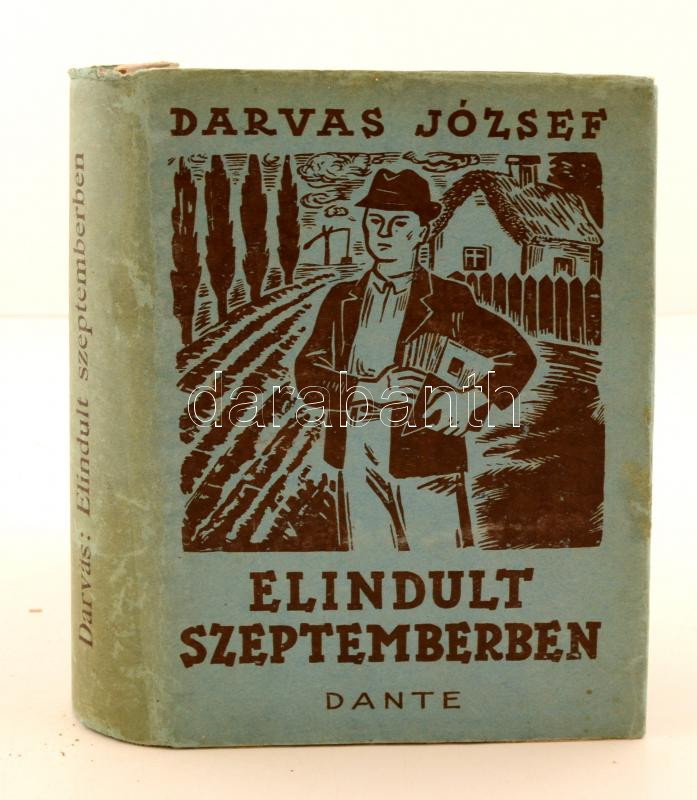 DARVAS JÓZSEF
ELINDULT
SZEPTEMBERBEN
DANTE
Darvas: Elindult szeptemberben
darabanth